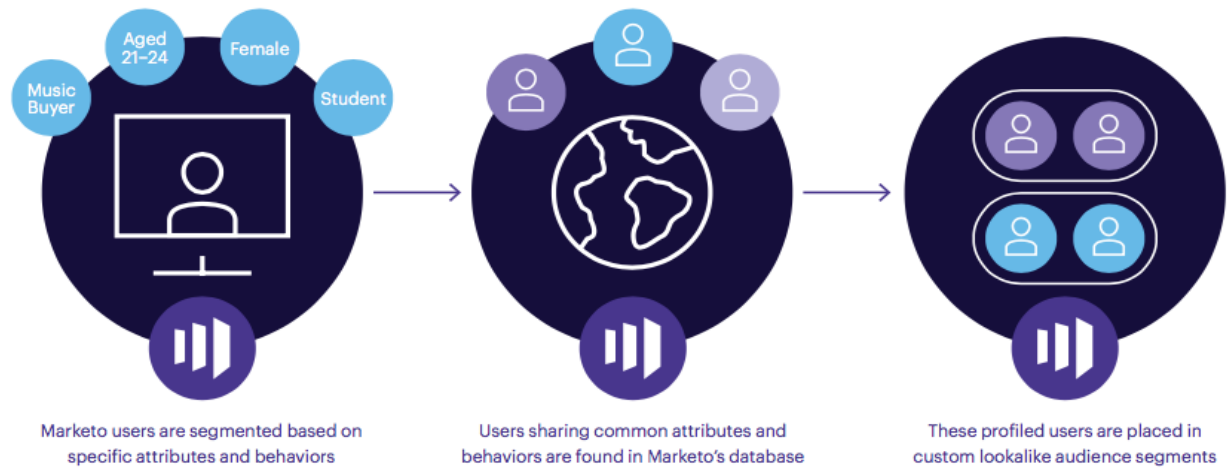 Music
Buyer
Aged
21–24
Female
Student
Marketo users are segmented based on
specific attributes and behaviors
Users sharing common attributes and
behaviors are found in Marketo's database
These profiled users are placed in
custom lookalike audience segments